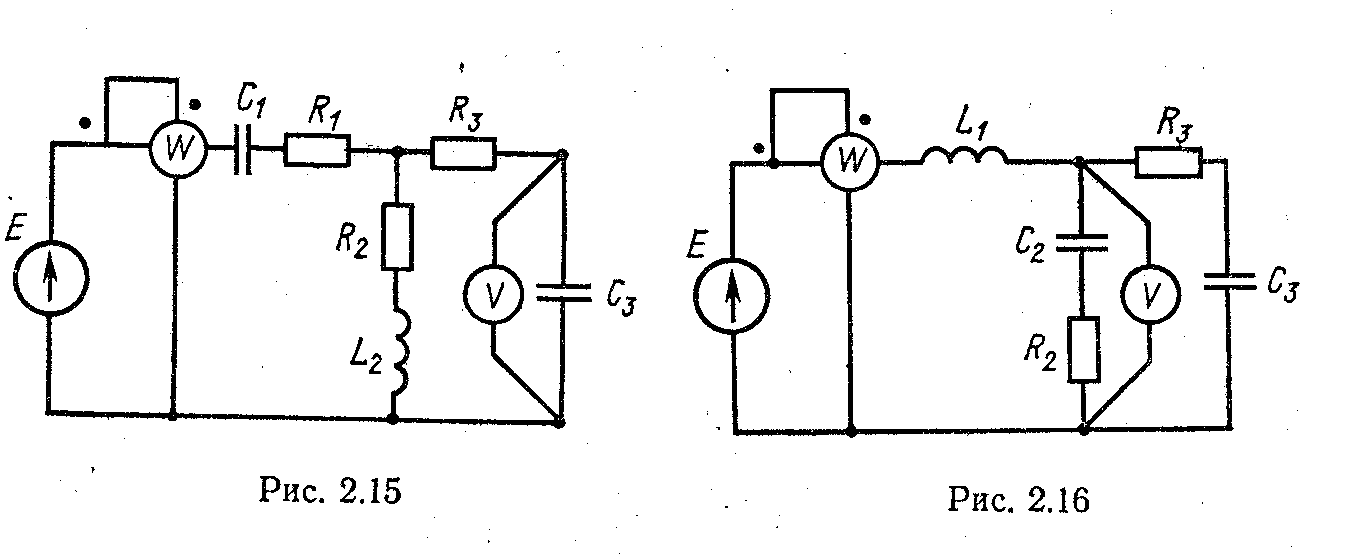 C1 R1 R3
W
E R2
V C3
L2
Рис. 2.15
L1 R3
W
E C2
V C3
R2
Рис. 2.16